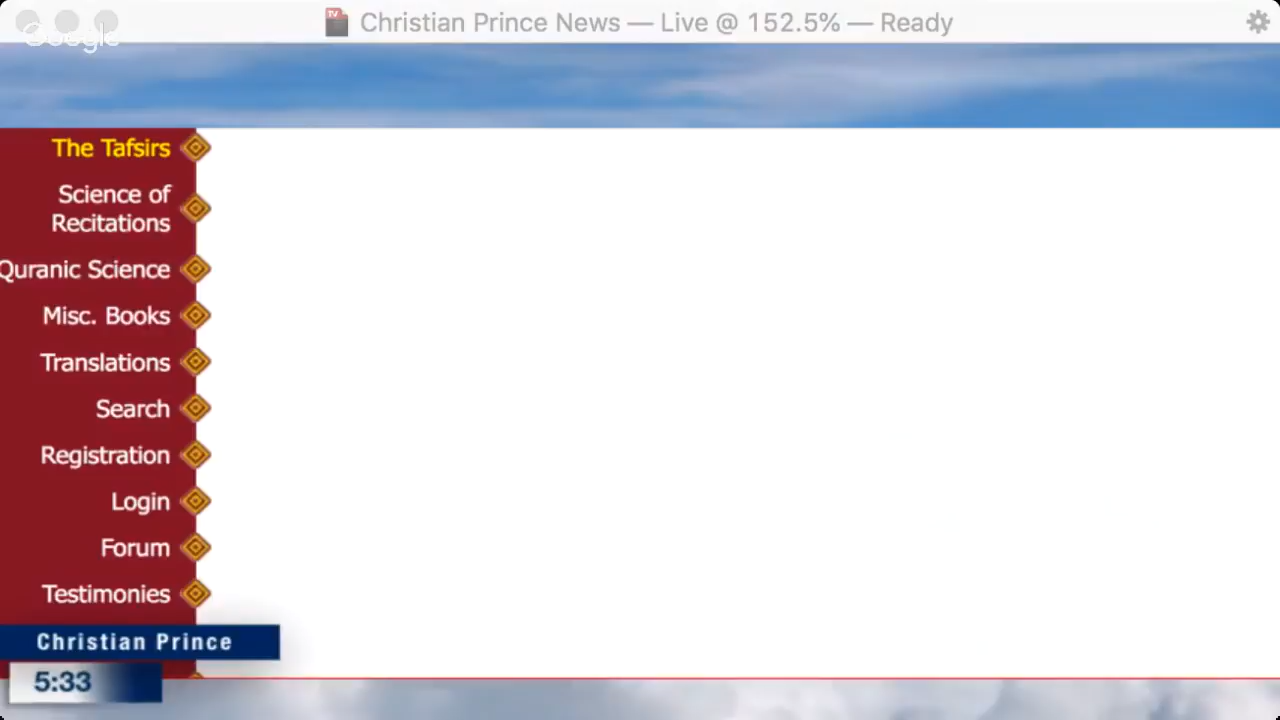 Christian Prince News — Live @ 152.5% — Ready
Google
The Tafsirs
Science of
Recitations
Quranic Science
Misc. Books
Translations
Search
Registration
Login
Forum
Testimonies
Christian Prince
5:33